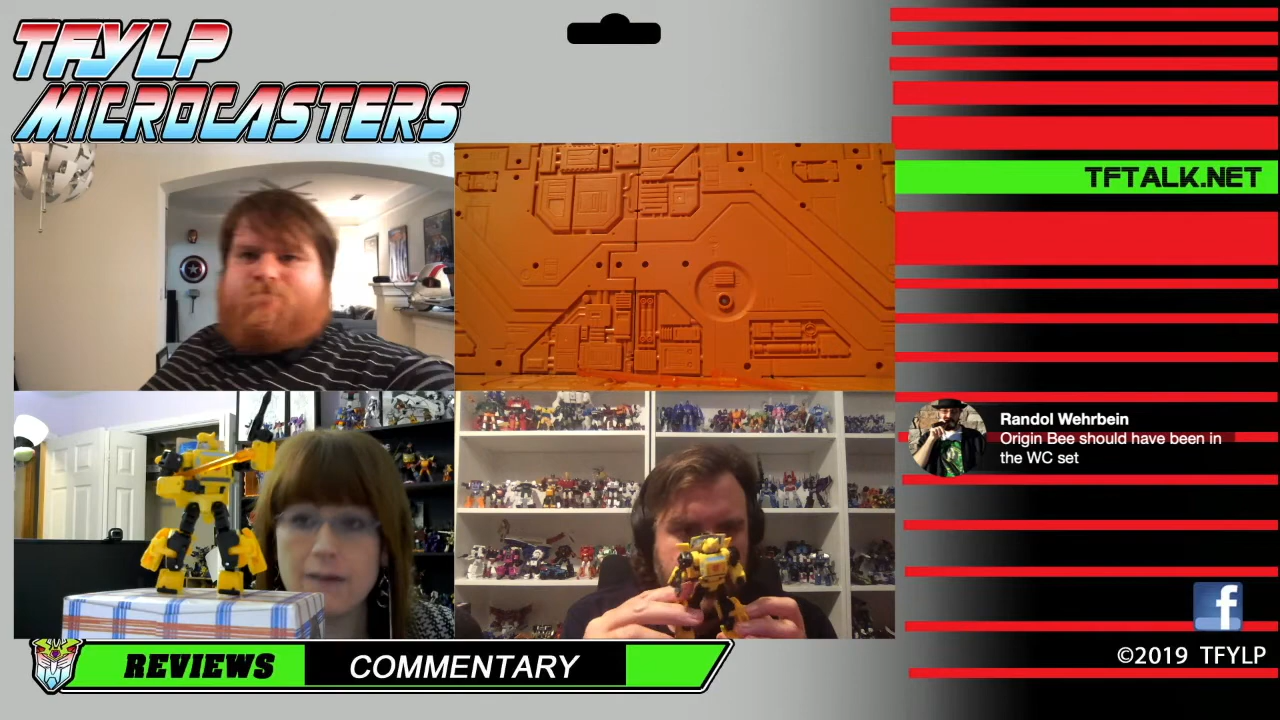 TFYLP
MICROCASTERS
TFTALK.NET
Randol Wehrbein
Origin Bee should have been in
the WC set
f
©2019 TFYLP
REVIEWS
COMMENTARY